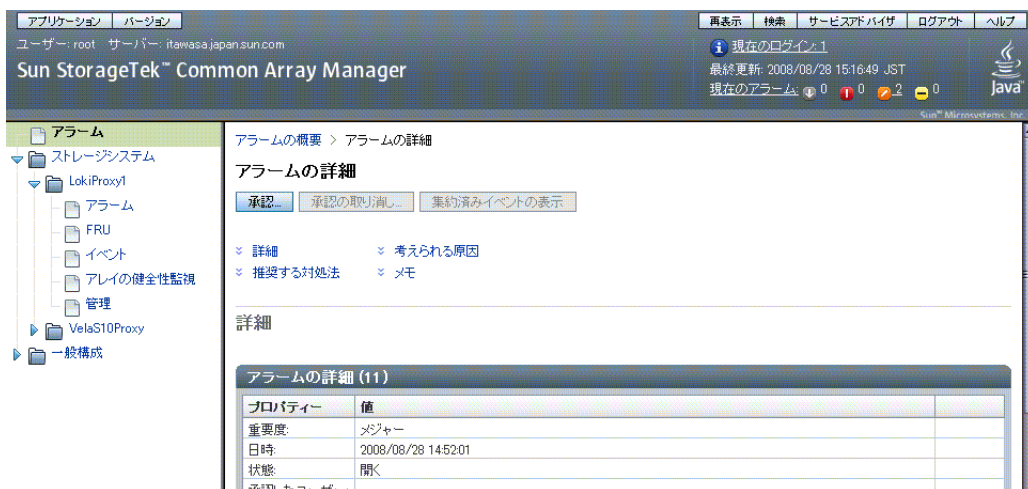 アプリケーション バージョン 再表示 検索 サービスアドバイザ ログアウト ヘルプ
ユーザー: root サーバー: itawasa.japan.sun.com
Sun StorageTek™ Common Array Manager
現在のログイン: 1
最終更新: 2008/08/28 15:16:49 JST
現在のアラーム: 0 0 2 0
Java™
Sun™ Microsystems, Inc.
アラーム
ストレージシステム
LokiProxy1
アラーム
FRU
イベント
アレイの健全性監視
管理
VelaS10Proxy
一般構成
アラームの概要 > アラームの詳細
アラームの詳細
承認... 承認の取り消し... 集約済みイベントの表示
詳細 考えられる原因
推奨する対処法 メモ
詳細
アラームの詳細 (11)
プロパティー 値
重要度: メジャー
日時: 2008/08/28 14:52:01
状態: 開く
承認したユーザー: